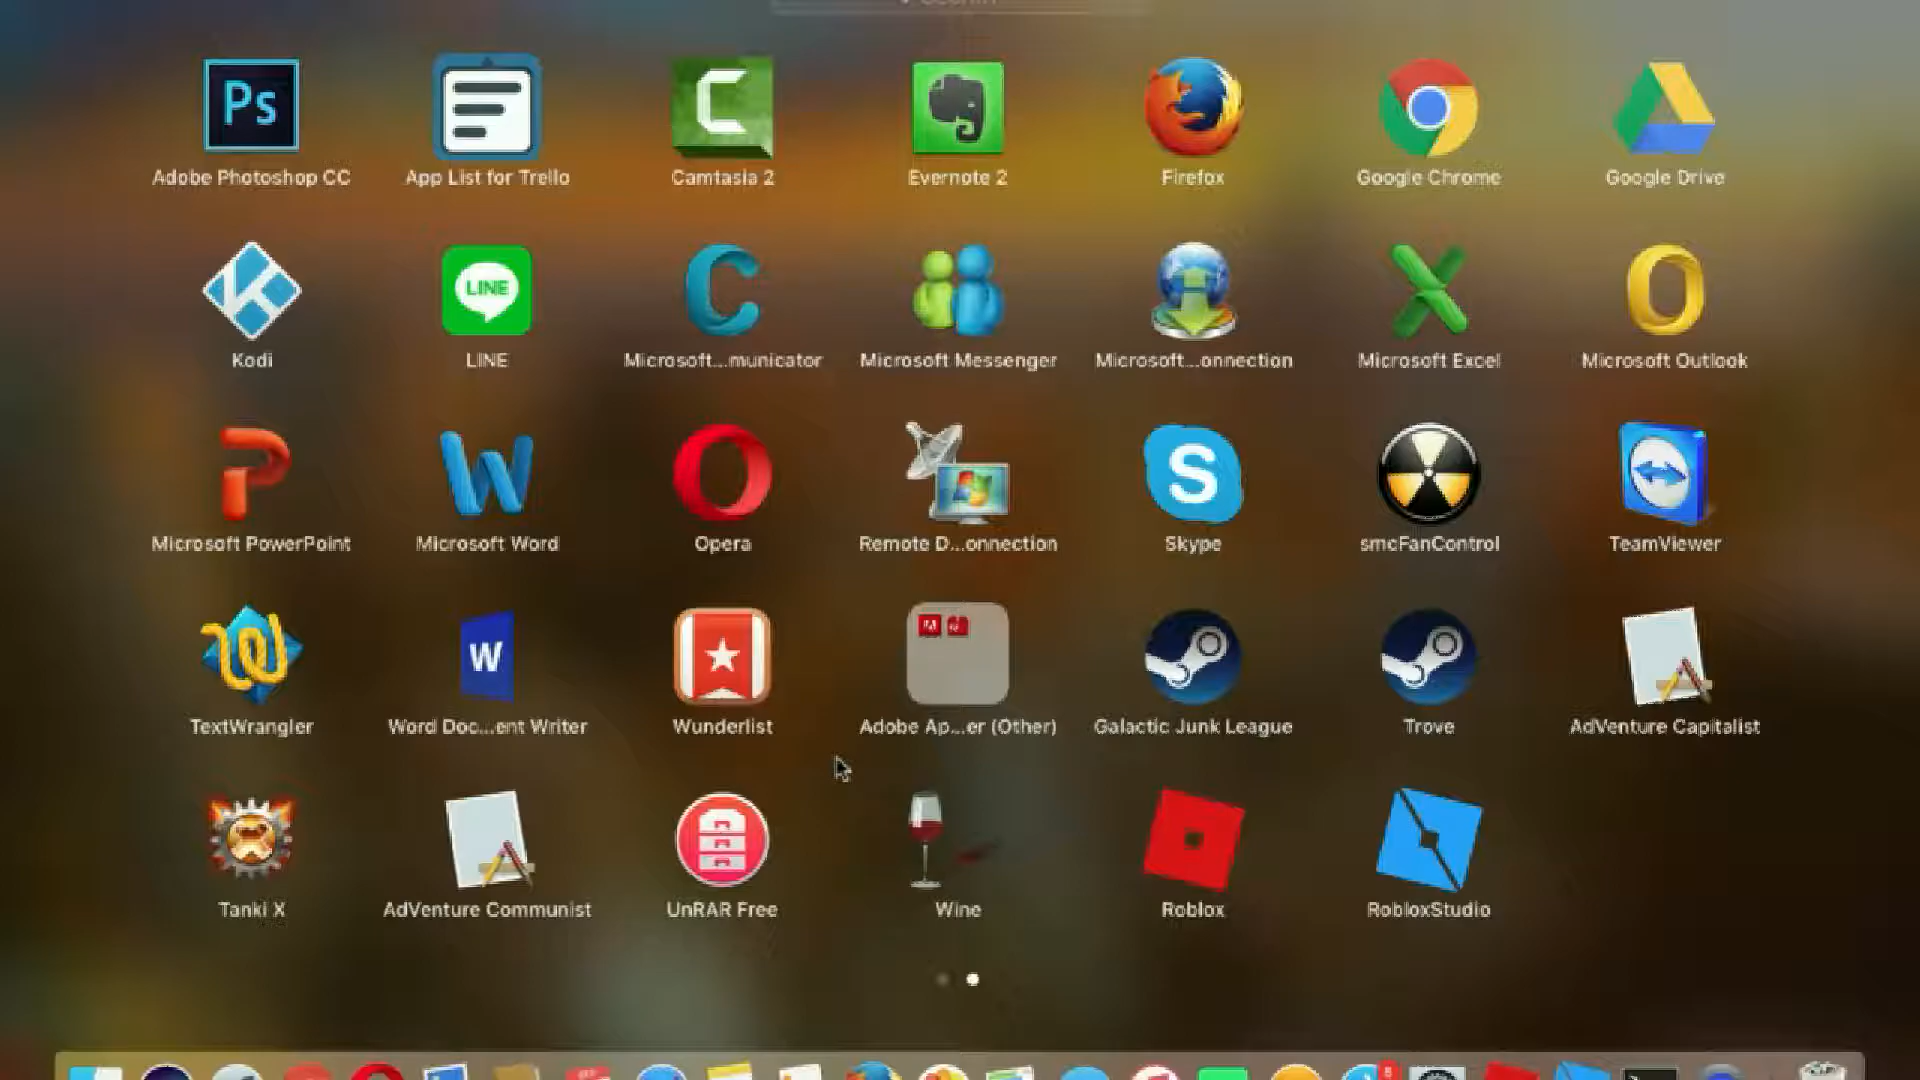 Ps
Adobe Photoshop CC
App List for Trello
Camtasia 2
Evernote 2
Firefox
Google Chrome
Google Drive
LINE
Kodi
LINE
Microsoft...municator
Microsoft Messenger
Microsoft...onnection
Microsoft Excel
Microsoft Outlook
S
Microsoft PowerPoint
Microsoft Word
Opera
Remote D...onnection
Skype
smcFanControl
TeamViewer
W
TextWrangler
Word Doc...ent Writer
Wunderlist
Adobe Ap...er (Other)
Galactic Junk League
Trove
AdVenture Capitalist
Tanki X
AdVenture Communist
UnRAR Free
Wine
Roblox
RobloxStudio